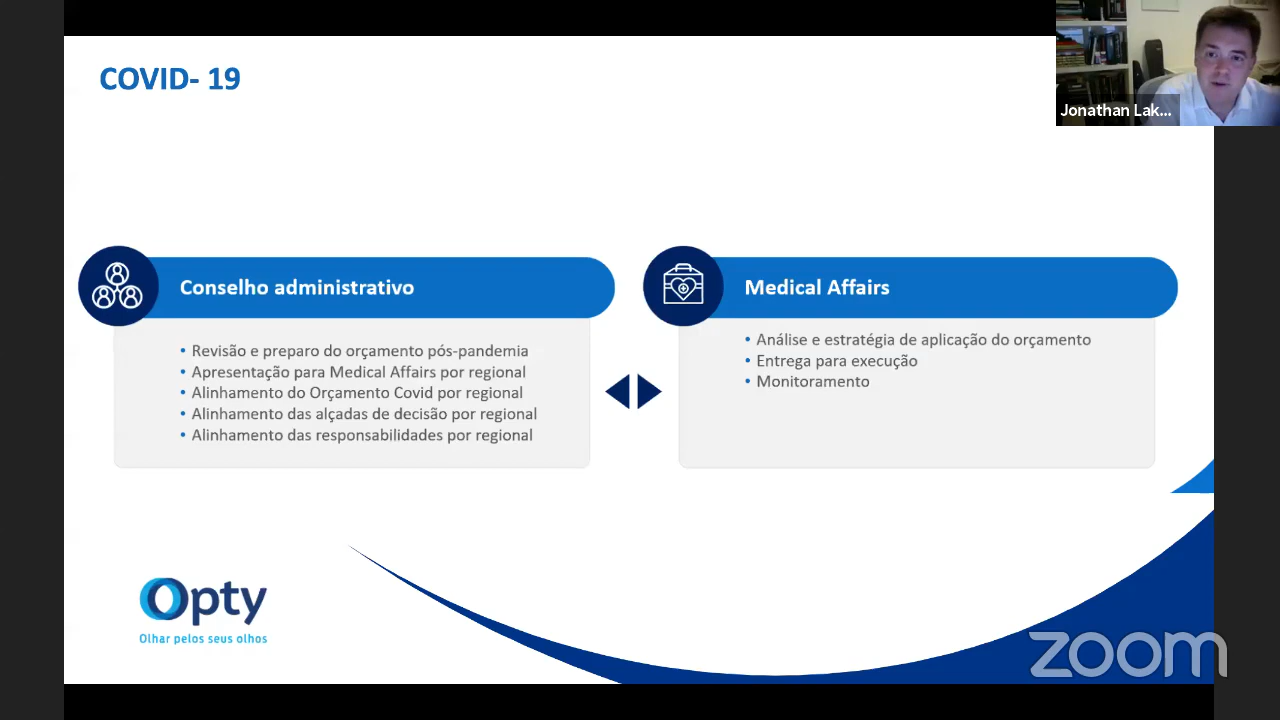 COVID- 19
Jonathan Lak...
Conselho administrativo
• Revisão e preparo do orçamento pós-pandemia
• Apresentação para Medical Affairs por regional
• Alinhamento do Orçamento Covid por regional
• Alinhamento das alçadas de decisão por regional
• Alinhamento das responsabilidades por regional
Medical Affairs
• Análise e estratégia de aplicação do orçamento
• Entrega para execução
• Monitoramento
Opty
Olhar pelos seus olhos
zoom